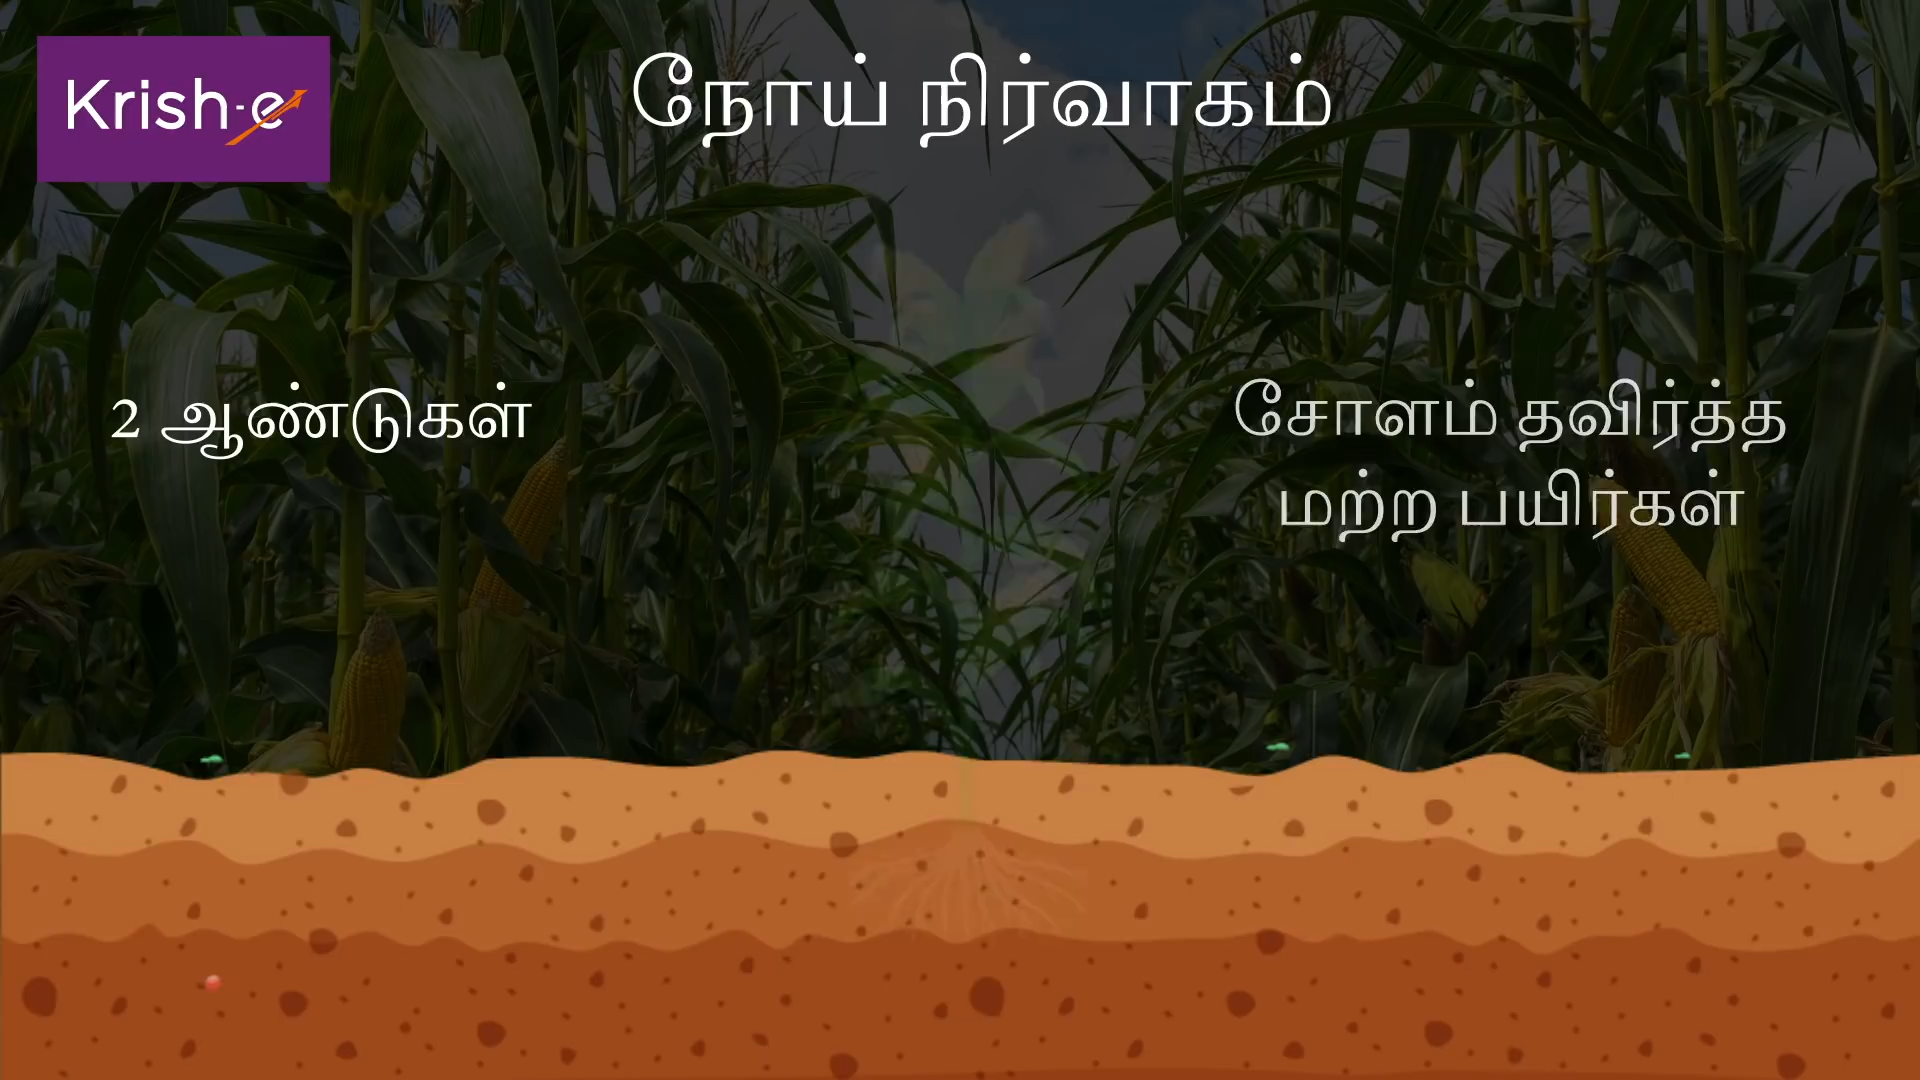 Krish-e
நோய் நிர்வாகம்
2 ஆண்டுகள்
சோளம் தவிர்த்த
மற்ற பயிர்கள்